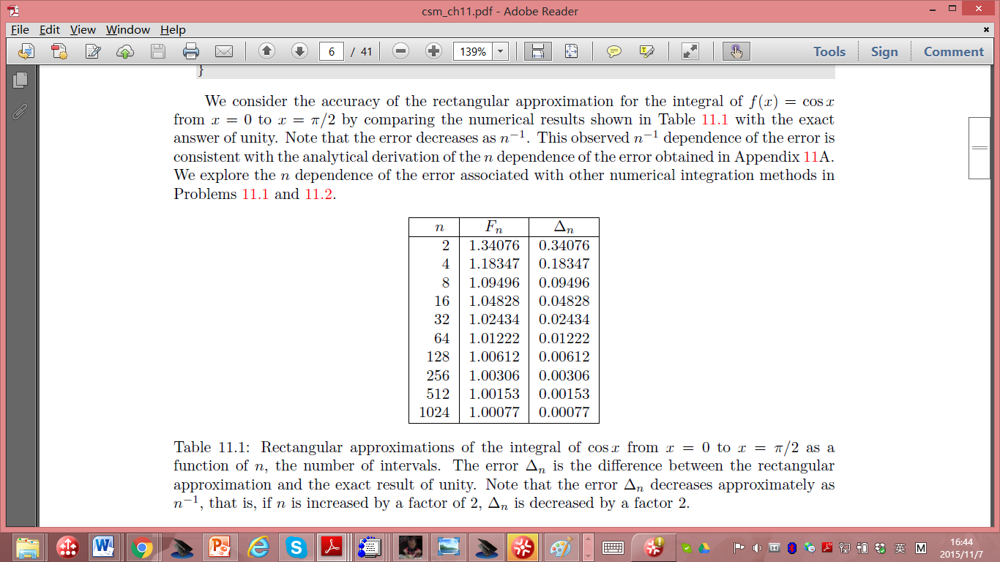 csm_ch11.pdf - Adobe Reader
File Edit View Window Help
6 / 41 139% Tools Sign Comment
}
We consider the accuracy of the rectangular approximation for the integral of f(x) = cos x
from x = 0 to x = π/2 by comparing the numerical results shown in Table 11.1 with the exact
answer of unity. Note that the error decreases as n⁻¹. This observed n⁻¹ dependence of the error is
consistent with the analytical derivation of the n dependence of the error obtained in Appendix 11A.
We explore the n dependence of the error associated with other numerical integration methods in
Problems 11.1 and 11.2.
n Fₙ Δₙ
2 1.34076 0.34076
4 1.18347 0.18347
8 1.09496 0.09496
16 1.04828 0.04828
32 1.02434 0.02434
64 1.01222 0.01222
128 1.00612 0.00612
256 1.00306 0.00306
512 1.00153 0.00153
1024 1.00077 0.00077
Table 11.1: Rectangular approximations of the integral of cos x from x = 0 to x = π/2 as a
function of n, the number of intervals. The error Δₙ is the difference between the rectangular
approximation and the exact result of unity. Note that the error Δₙ decreases approximately as
n⁻¹, that is, if n is increased by a factor of 2, Δₙ is decreased by a factor 2.
英 M
16:44
2015/11/7